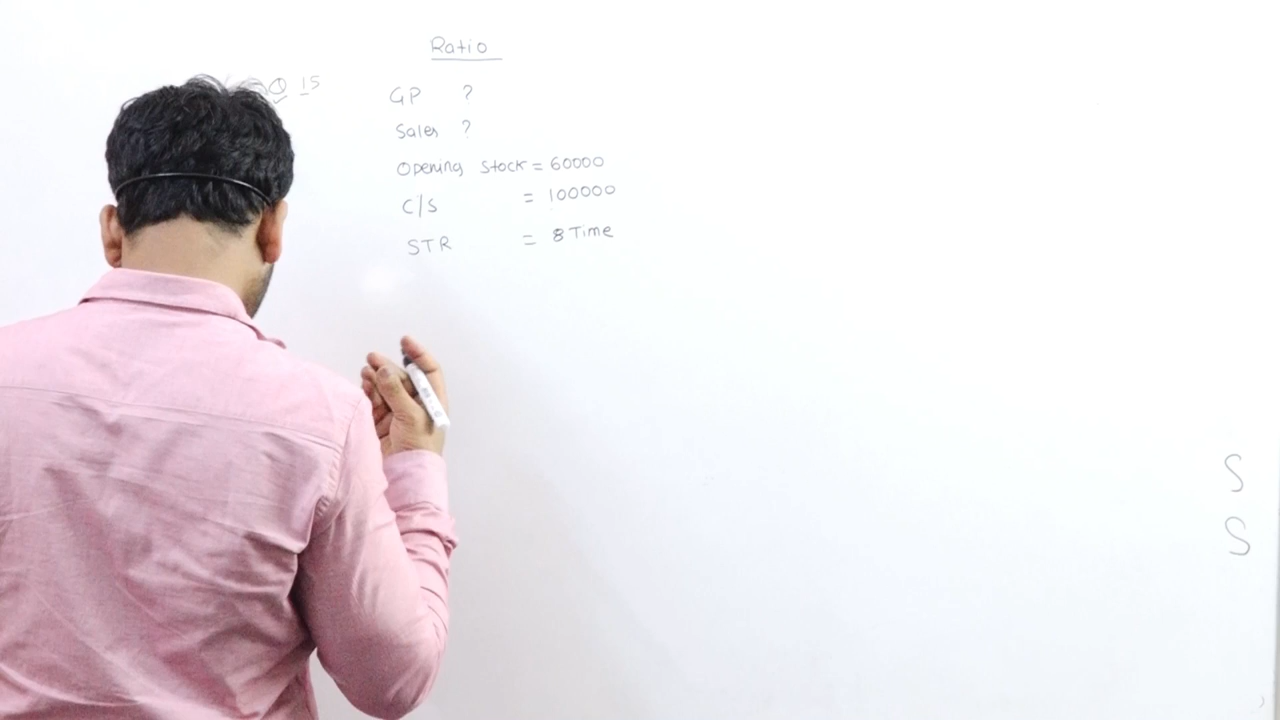 Ratio
15
GP ?
Sales ?
Opening Stock = 60000
C/S = 100000
STR = 8 Time
S
S